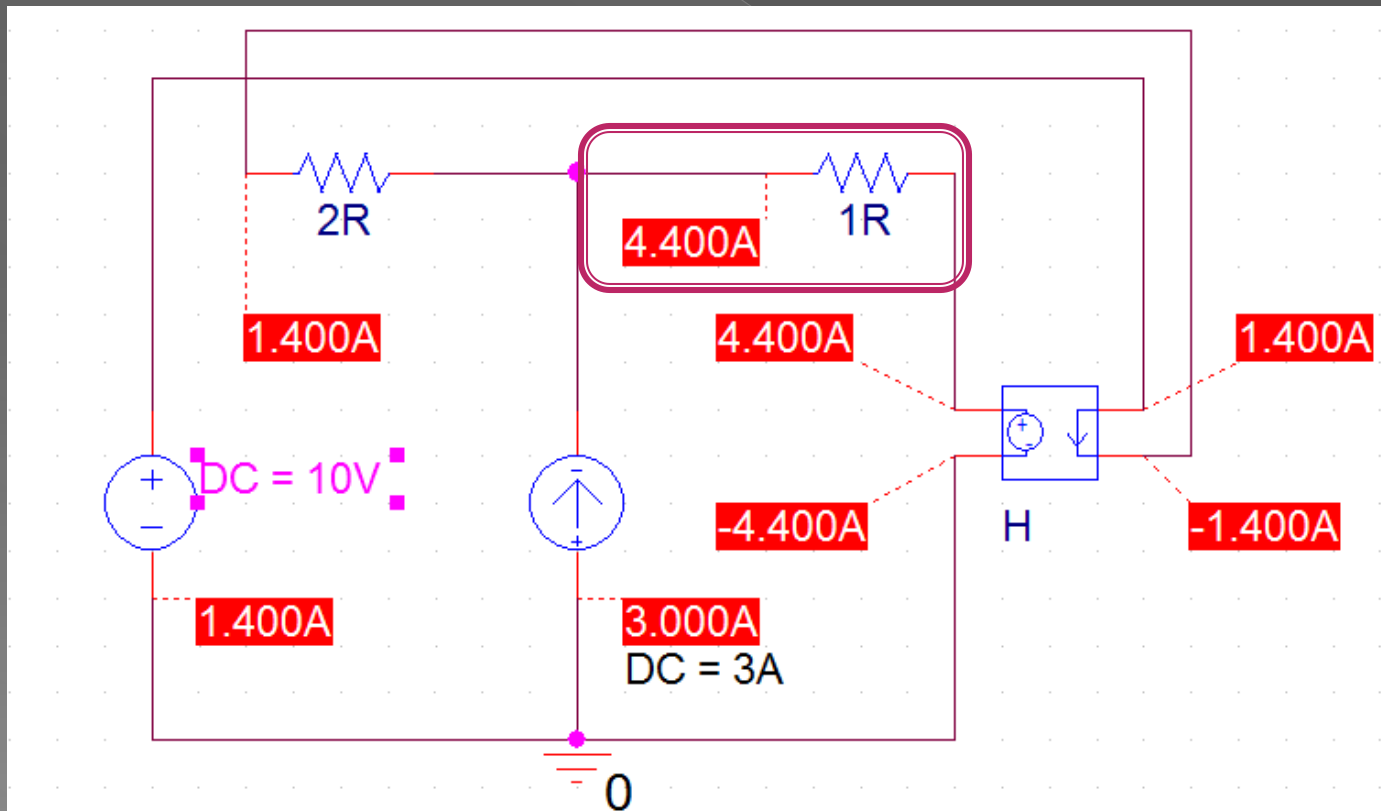 2R
1R
4.400A
1.400A
4.400A
1.400A
DC = 10V
-4.400A
H
-1.400A
1.400A
3.000A
DC = 3A
0